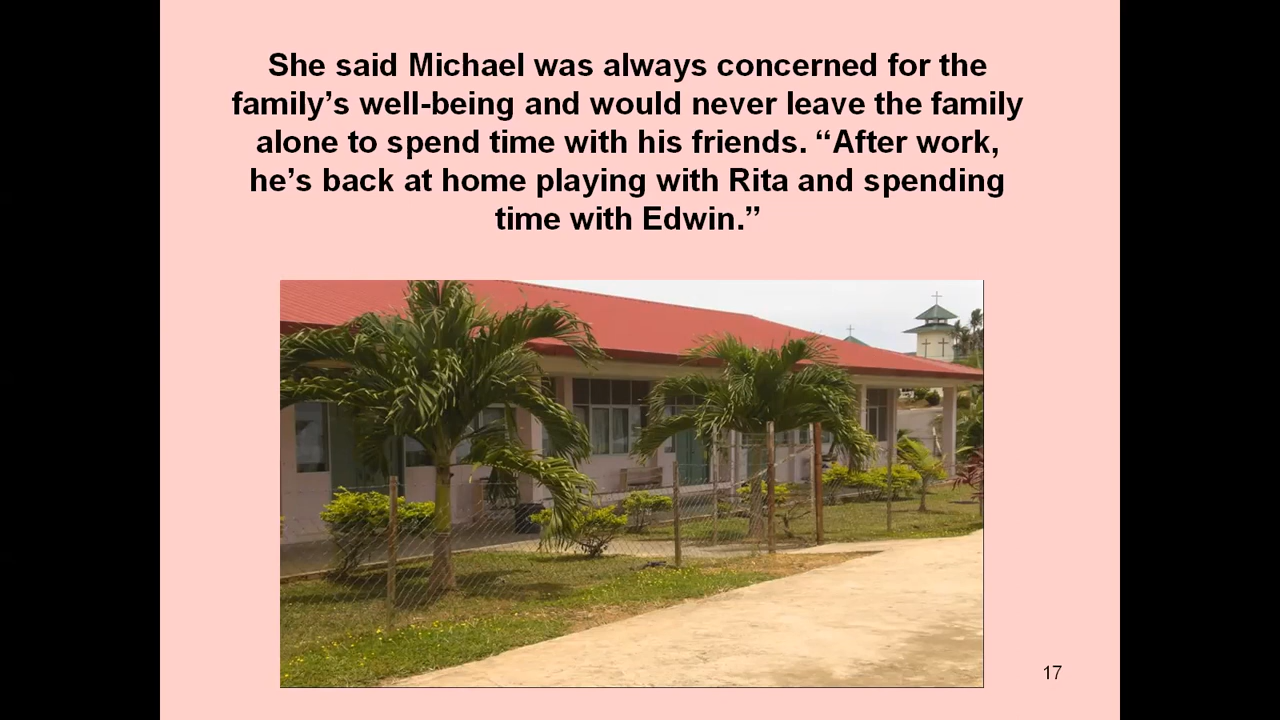 She said Michael was always concerned for the
family’s well-being and would never leave the family
alone to spend time with his friends. “After work,
he’s back at home playing with Rita and spending
time with Edwin.”
17